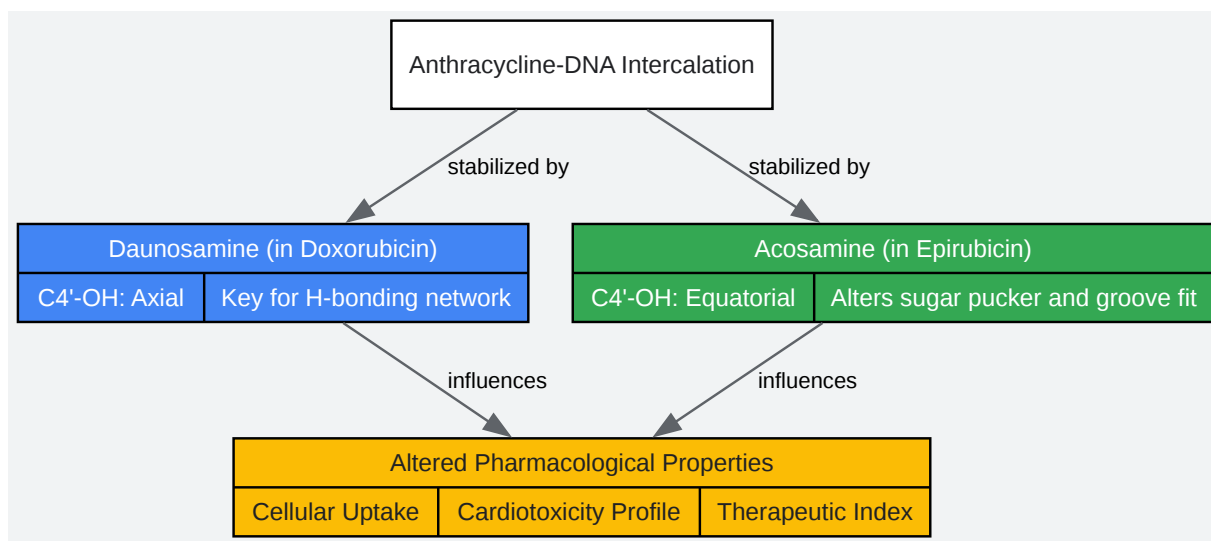 Anthracycline-DNA Intercalation
stabilized by
stabilized by
Daunosamine (in Doxorubicin)
C4'-OH: Axial
Key for H-bonding network
Acosamine (in Epirubicin)
C4'-OH: Equatorial
Alters sugar pucker and groove fit
influences
influences
Altered Pharmacological Properties
Cellular Uptake
Cardiotoxicity Profile
Therapeutic Index